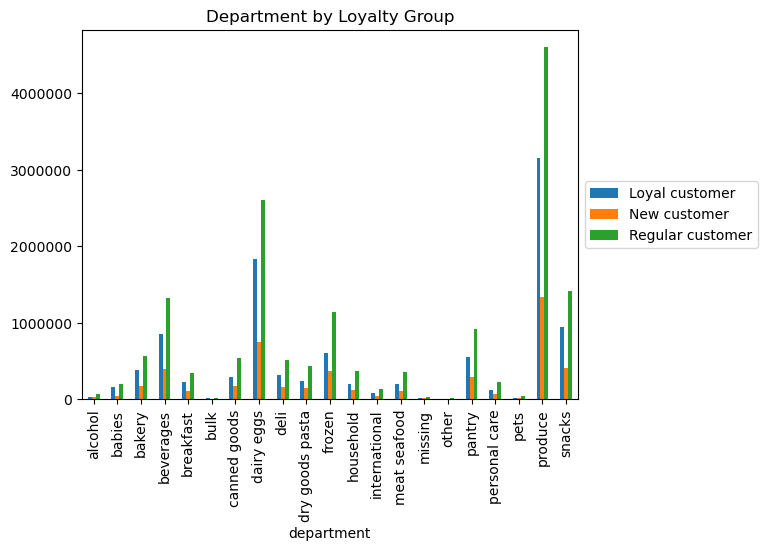 Department by Loyalty Group
4000000
3000000
2000000
1000000
0
Loyal customer
New customer
Regular customer
alcohol
babies
bakery
beverages
breakfast
bulk
canned goods
dairy eggs
deli
dry goods pasta
frozen
household
international
meat seafood
missing
other
pantry
personal care
pets
produce
snacks
department